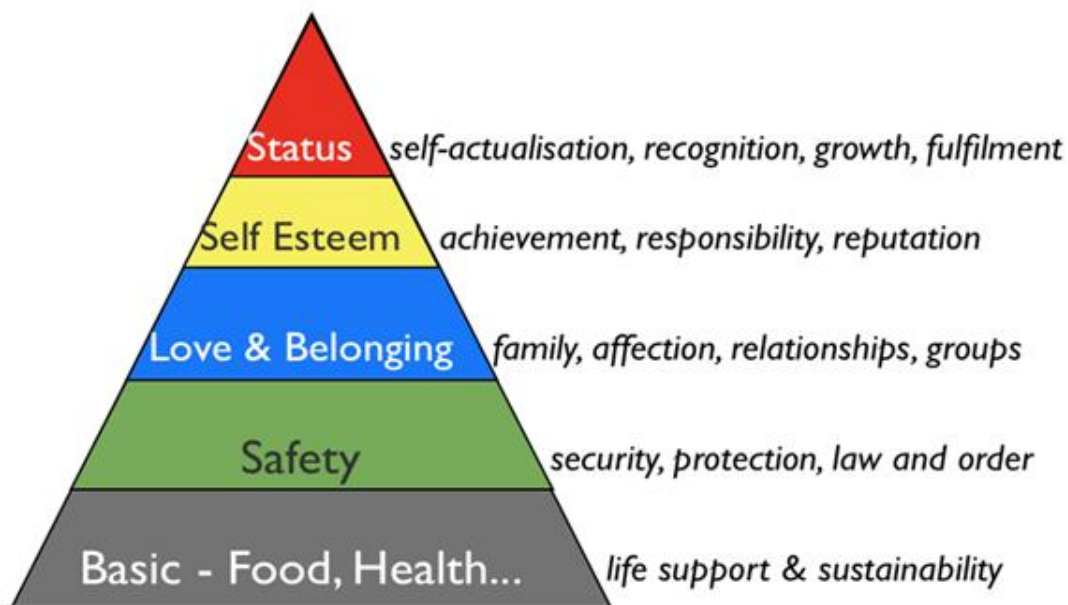 Status self-actualisation, recognition, growth, fulfilment
Self Esteem achievement, responsibility, reputation
Love & Belonging family, affection, relationships, groups
Safety security, protection, law and order
Basic - Food, Health... life support & sustainability